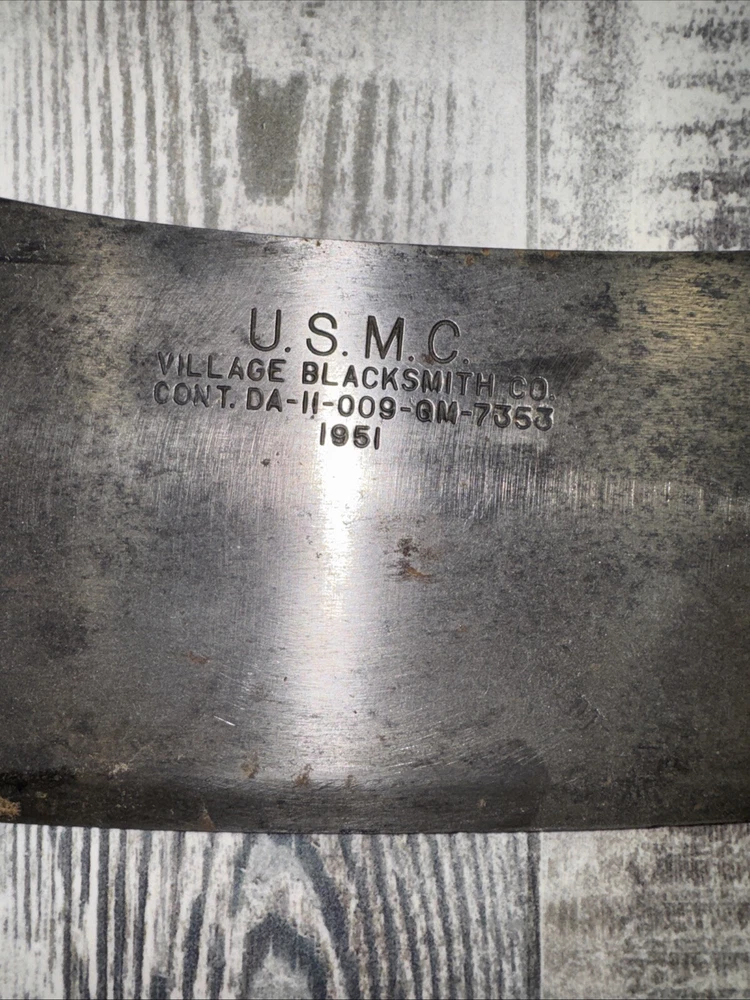 U.S.M.C.
VILLAGE BLACKSMITH CO.
CONT. DA-11-009-QM-7353
1951